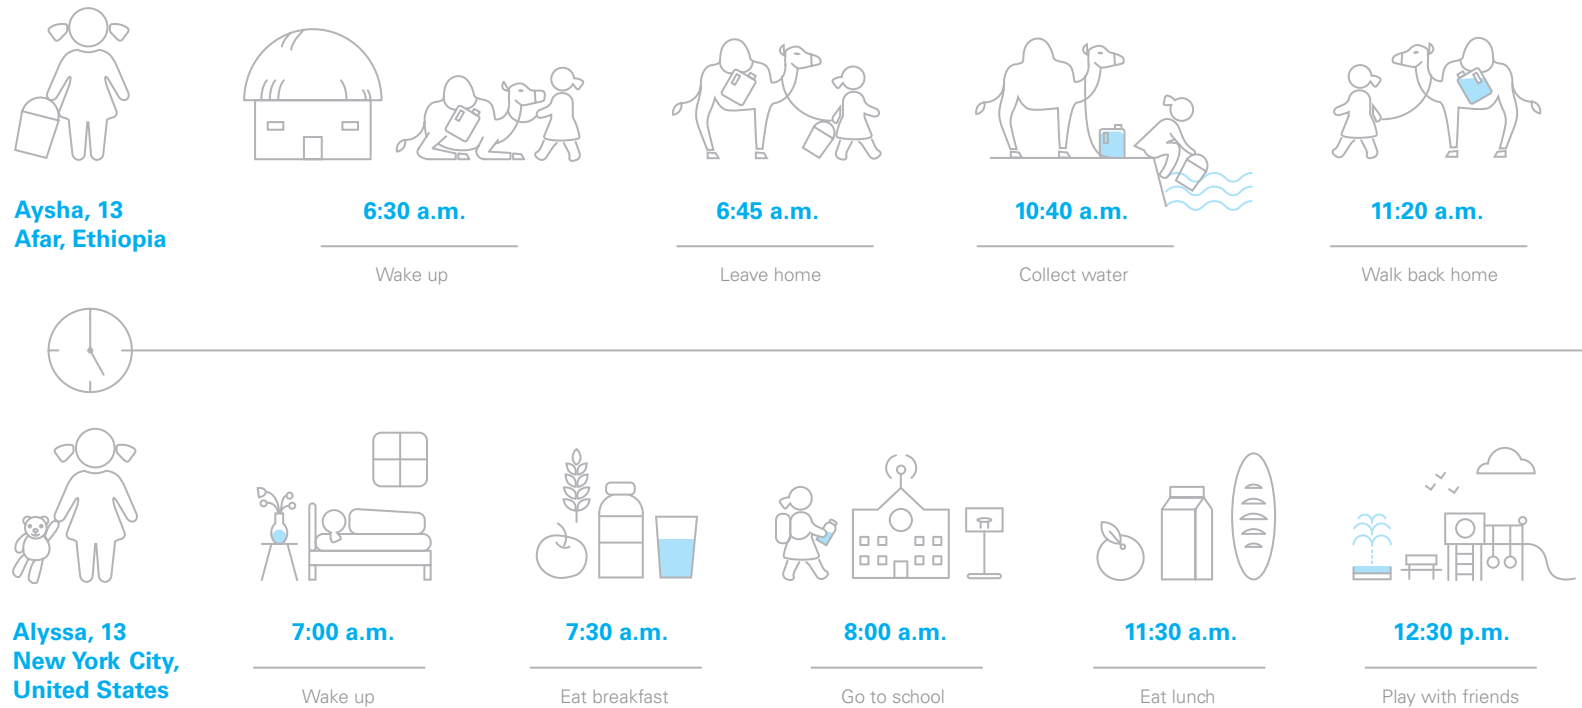 Aysha, 13
Afar, Ethiopia
6:30 a.m.
Wake up
6:45 a.m.
Leave home
10:40 a.m.
Collect water
11:20 a.m.
Walk back home
Alyssa, 13
New York City,
United States
7:00 a.m.
Wake up
7:30 a.m.
Eat breakfast
8:00 a.m.
Go to school
11:30 a.m.
Eat lunch
12:30 p.m.
Play with friends